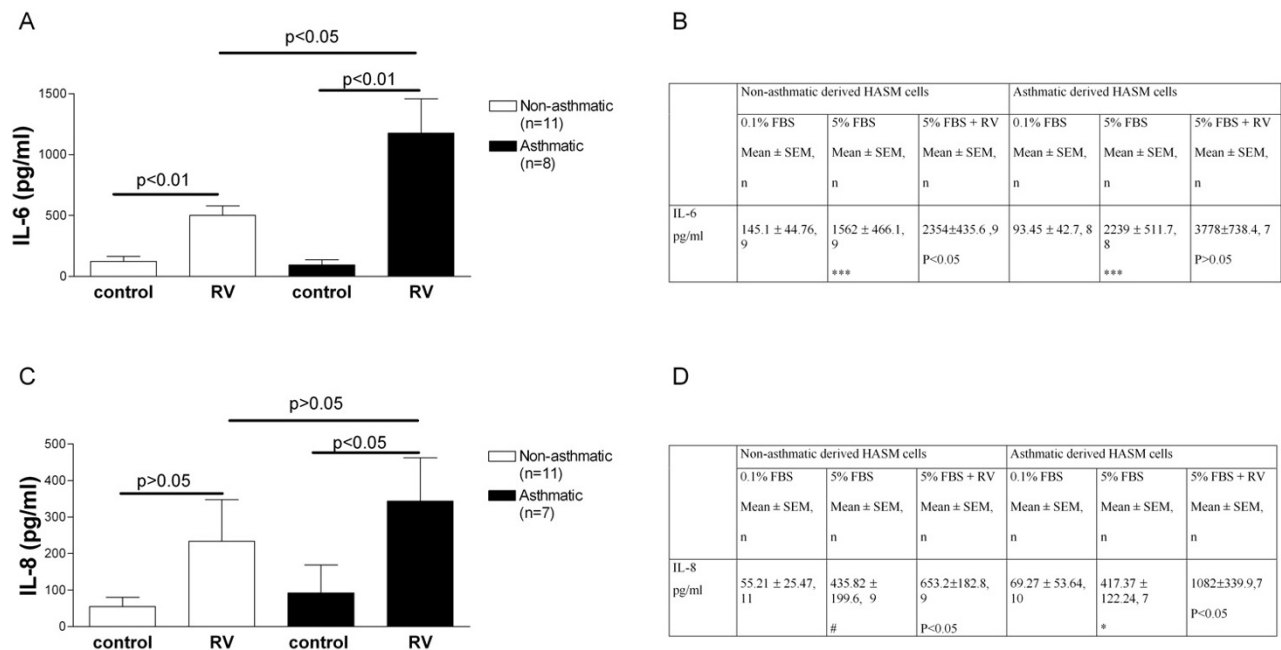 A
p<0.05
p<0.01
p<0.01
1500
1000
500
0
IL-6 (pg/ml)
control RV control RV
Non-asthmatic
(n=11)
Asthmatic
(n=8)
B
Non-asthmatic derived HASM cells Asthmatic derived HASM cells
0.1% FBS 5% FBS 5% FBS + RV 0.1% FBS 5% FBS 5% FBS + RV
Mean ± SEM, Mean ± SEM, Mean ± SEM, Mean ± SEM, Mean ± SEM, Mean ± SEM,
n n n n n n
IL-6
pg/ml
145.1 ± 44.76, 1562 ± 466.1, 2354±435.6 ,9 93.45 ± 42.7, 8 2239 ± 511.7, 3778±738.4, 7
9 9 P<0.05 8 P>0.05
*** ***
C
p>0.05
p<0.05
p>0.05
500
400
300
200
100
0
IL-8 (pg/ml)
control RV control RV
Non-asthmatic
(n=11)
Asthmatic
(n=7)
D
Non-asthmatic derived HASM cells Asthmatic derived HASM cells
0.1% FBS 5% FBS 5% FBS + RV 0.1% FBS 5% FBS 5% FBS + RV
Mean ± SEM, Mean ± SEM, Mean ± SEM, Mean ± SEM, Mean ± SEM, Mean ± SEM,
n n n n n n
IL-8
pg/ml
55.21 ± 25.47, 435.82 ± 653.2±182.8, 69.27 ± 53.64, 417.37 ± 1082±339.9,7
11 199.6, 9 9 10 122.24, 7 P<0.05
# P<0.05 *